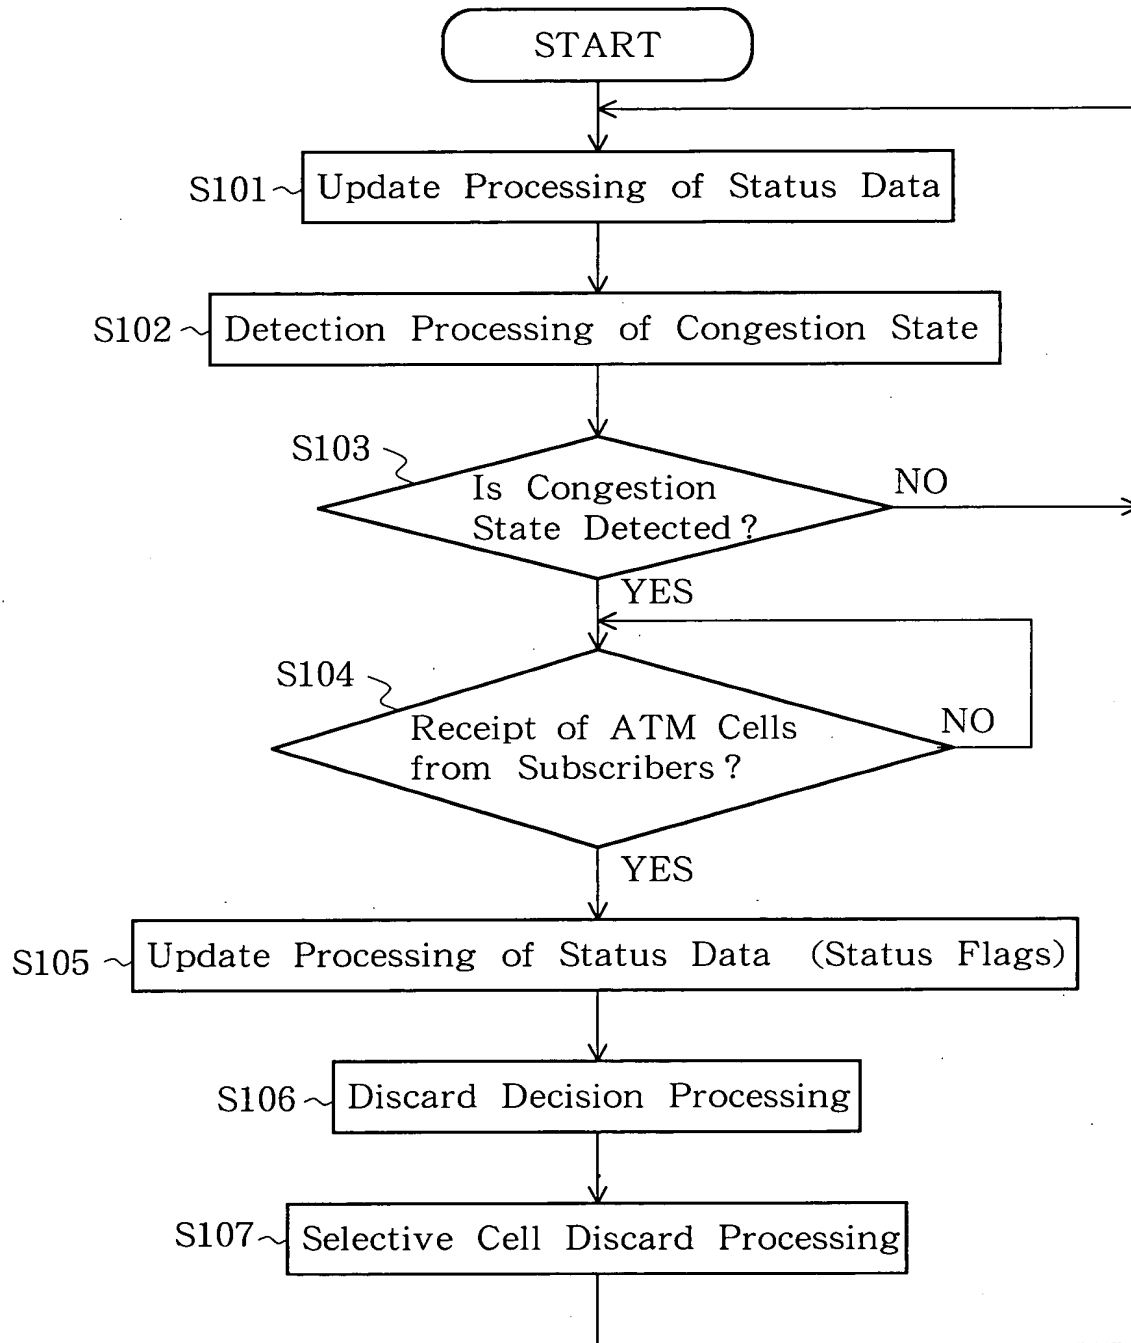 START
S101
Update Processing of Status Data
S102
Detection Processing of Congestion State
S103
Is Congestion
State Detected?
NO
YES
S104
Receipt of ATM Cells
from Subscribers?
NO
YES
S105
Update Processing of Status Data (Status Flags)
S106
Discard Decision Processing
S107
Selective Cell Discard Processing